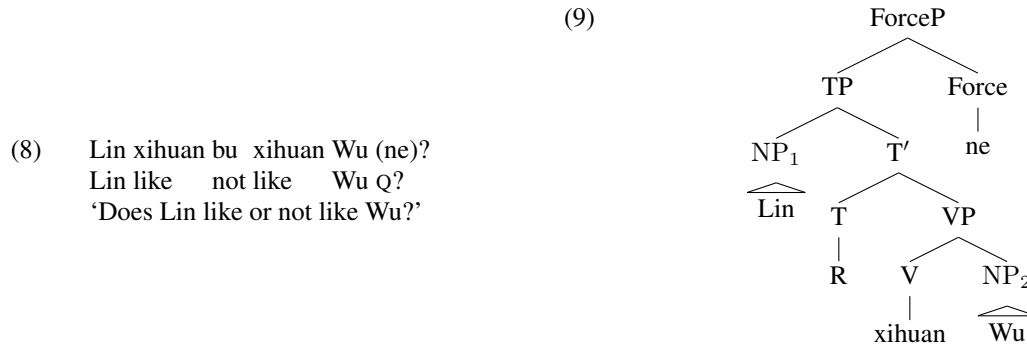 (8) Lin xihuan bu xihuan Wu (ne)?
Lin like not like Wu Q?
‘Does Lin like or not like Wu?’
(9)
ForceP
TP Force
NP₁ T′ ne
Lin T VP
R V NP₂
xihuan Wu